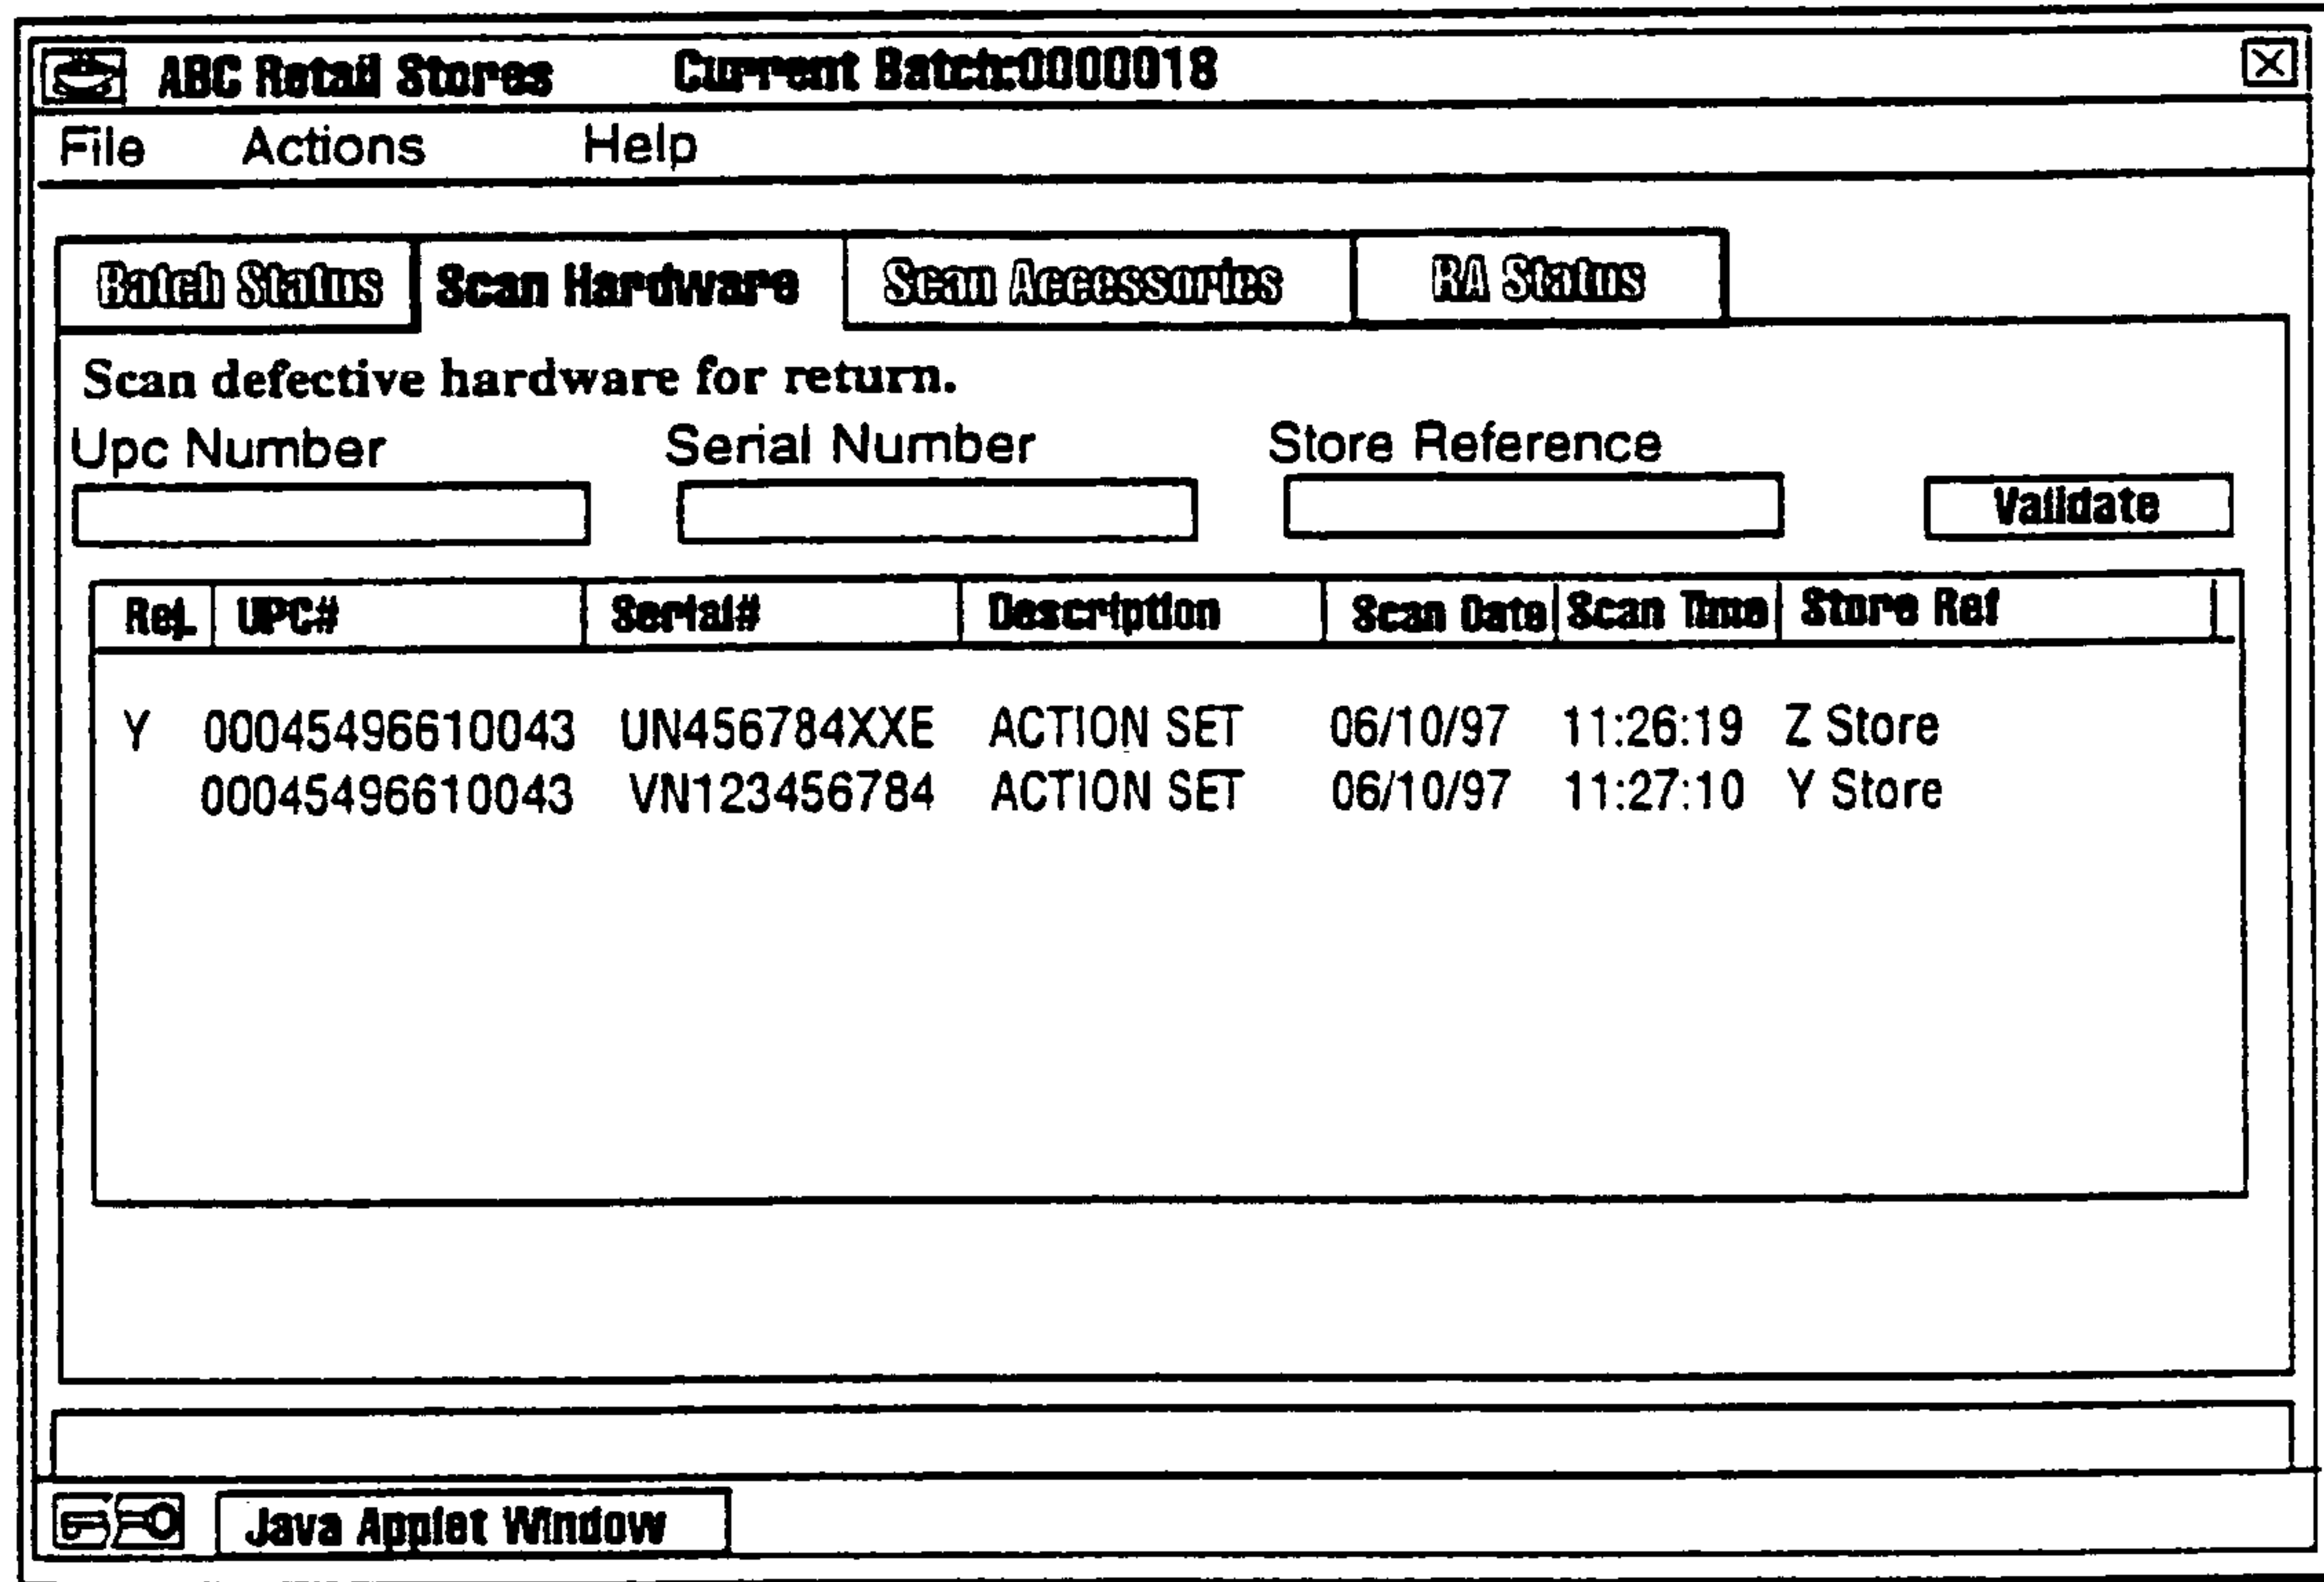 ABC Retail Stores Current Batch:0000018
File Actions Help
Batch Status Scan Hardware Scan Accessories RA Status
Scan defective hardware for return.
Upc Number Serial Number Store Reference
Validate
Rej. UPC# Serial# Description Scan Date Scan Time Store Ref
Y 00045496610043 UN456784XXE ACTION SET 06/10/97 11:26:19 Z Store
00045496610043 VN123456784 ACTION SET 06/10/97 11:27:10 Y Store
Java Applet Window